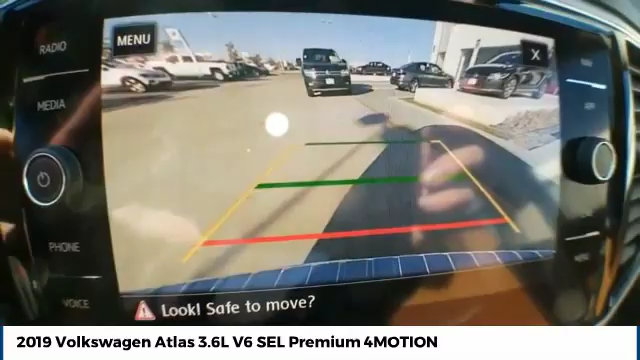 RADIO
MENU
X
MEDIA
PHONE
VOICE
Look! Safe to move?
2019 Volkswagen Atlas 3.6L V6 SEL Premium 4MOTION